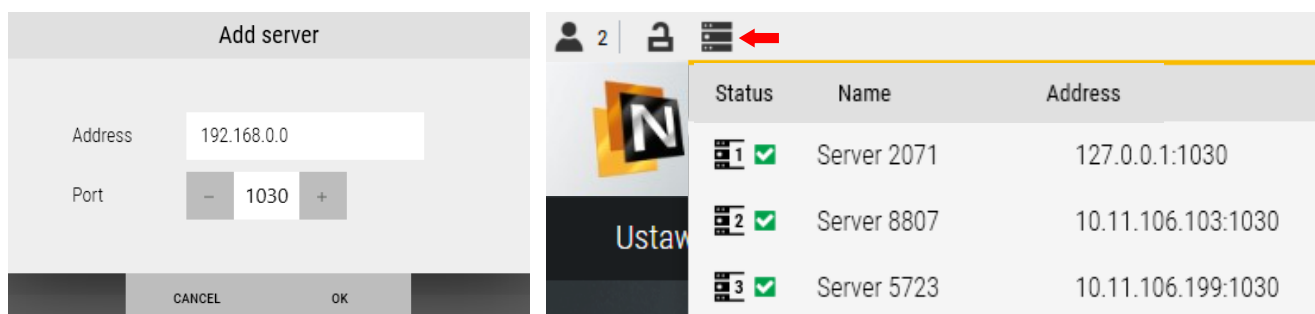 Add server
Address 192.168.0.0
Port - 1030 +
CANCEL OK
2
N
Status Name Address
1 Server 2071 127.0.0.1:1030
Ustaw
2 Server 8807 10.11.106.103:1030
3 Server 5723 10.11.106.199:1030